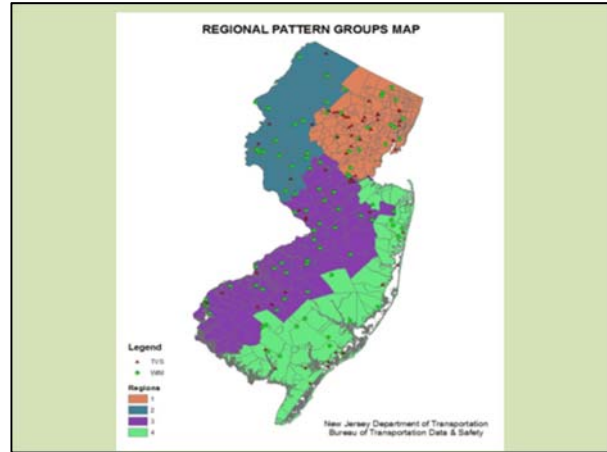 REGIONAL PATTERN GROUPS MAP
Legend
TVS
WIM
Regions
1
2
3
4
New Jersey Department of Transportation
Bureau of Transportation Data & Safety